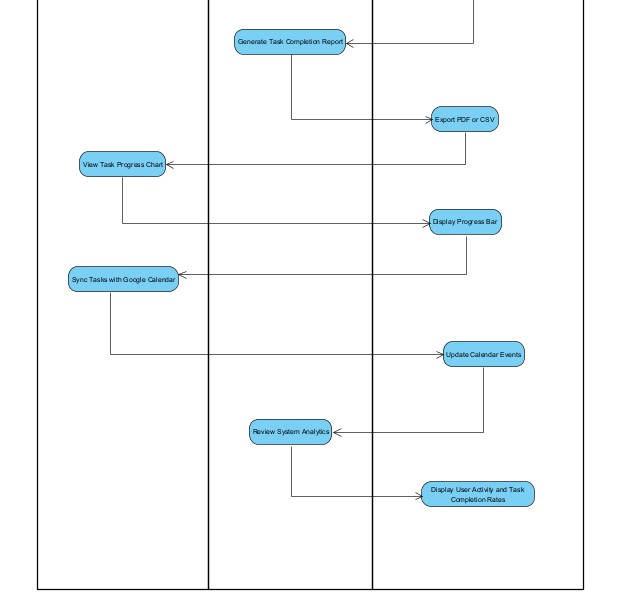 Generate Task Completion Report
Export PDF or CSV
View Task Progress Chart
Display Progress Bar
Sync Tasks with Google Calendar
Update Calendar Events
Review System Analytics
Display User Activity and Task
Completion Rates